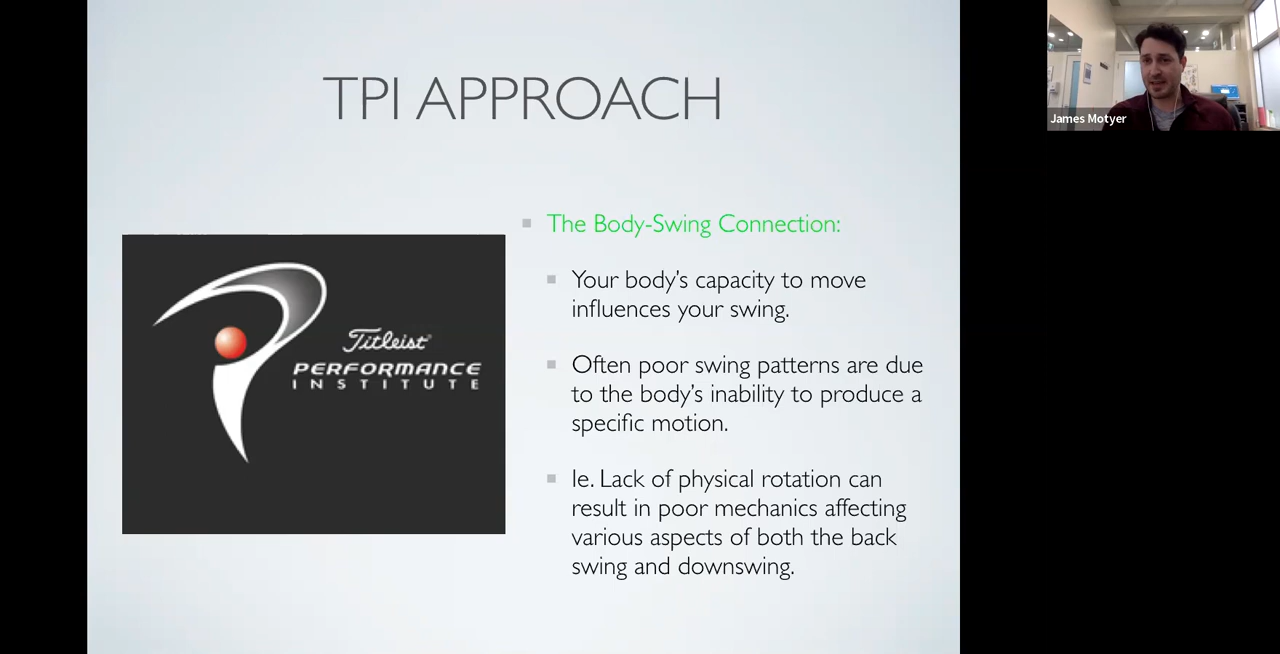 TPI APPROACH
James Motyer
The Body-Swing Connection:
Your body's capacity to move
influences your swing.
Often poor swing patterns are due
to the body's inability to produce a
specific motion.
Ie. Lack of physical rotation can
result in poor mechanics affecting
various aspects of both the back
swing and downswing.
Titleist
PERFORMANCE
INSTITUTE